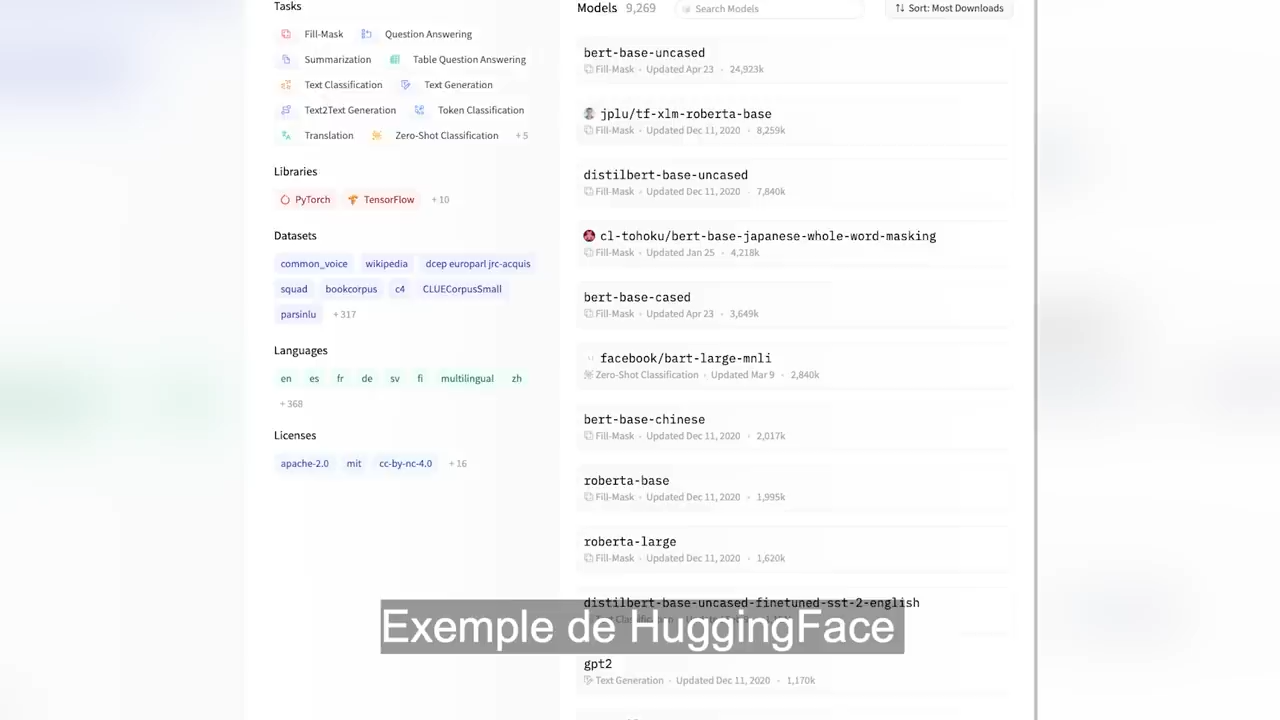 Tasks
Fill-Mask Question Answering
Summarization Table Question Answering
Text Classification Text Generation
Text2Text Generation Token Classification
Translation Zero-Shot Classification + 5
Libraries
PyTorch TensorFlow + 10
Datasets
common_voice wikipedia dcep europarl jrc-acquis
squad bookcorpus c4 CLUECorpusSmall
parsinlu + 317
Languages
en es fr de sv fi multilingual zh
+ 368
Licenses
apache-2.0 mit cc-by-nc-4.0 + 16
Models 9,269 Search Models Sort: Most Downloads
bert-base-uncased
Fill-Mask • Updated Apr 23 • 24,923k
jplu/tf-xlm-roberta-base
Fill-Mask • Updated Dec 11, 2020 • 8,259k
distilbert-base-uncased
Fill-Mask • Updated Dec 11, 2020 • 7,840k
cl-tohoku/bert-base-japanese-whole-word-masking
Fill-Mask • Updated Jan 25 • 4,218k
bert-base-cased
Fill-Mask • Updated Apr 23 • 3,649k
facebook/bart-large-mnli
Zero-Shot Classification • Updated Mar 9 • 2,840k
bert-base-chinese
Fill-Mask • Updated Dec 11, 2020 • 2,017k
roberta-base
Fill-Mask • Updated Dec 11, 2020 • 1,995k
roberta-large
Fill-Mask • Updated Dec 11, 2020 • 1,620k
distilbert-base-uncased-finetuned-sst-2-english
Exemple de HuggingFace
gpt2
Text Generation • Updated Dec 11, 2020 • 1,170k